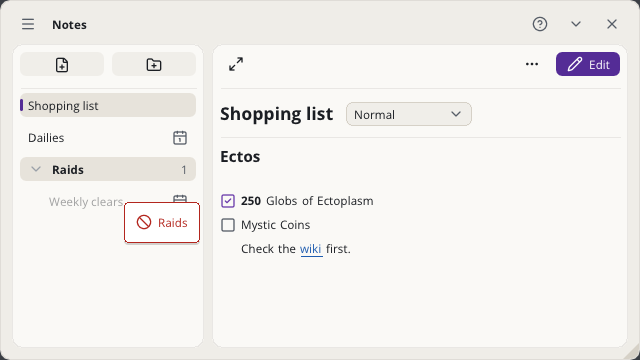 Notes
Edit
Shopping list
Dailies
Raids 1
Weekly clears
Raids
Shopping list Normal
Ectos
250 Globs of Ectoplasm
Mystic Coins
Check the wiki first.